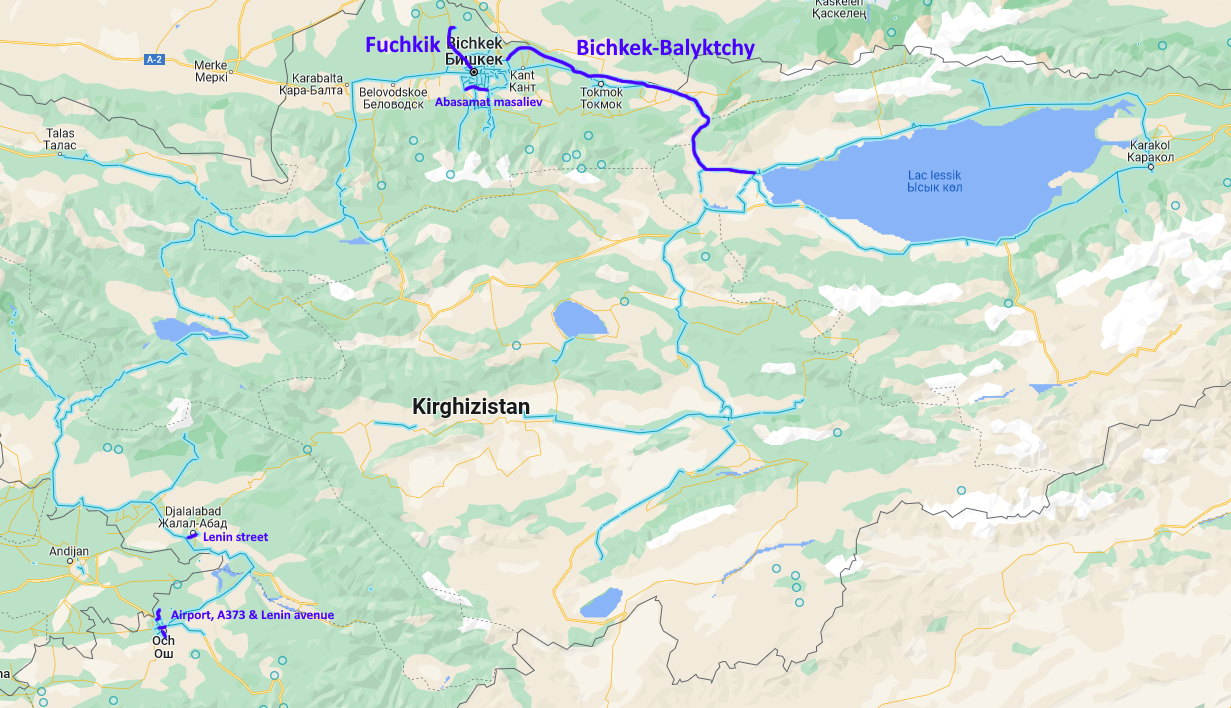 Kaskelen
Қаскелең
Fuchkik
Bichkek
Бишкек
Bichkek-Balyktchy
A-2
Merke
Меркі
Karabalta
Кара-Балта
Belovodskoe
Беловодск
Kant
Кант
Tokmok
Токмок
Abasamat masaliev
Talas
Талас
Karakol
Каракол
Lac Iessik
Ысык көл
Kirghizistan
Djalalabad
Жалал-Абад
Lenin street
Andijan
Airport, A373 & Lenin avenue
Och
Ош